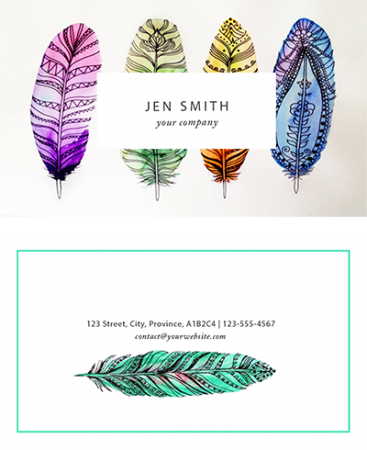 JEN SMITH
your company
123 Street, City, Province, A1B2C4 | 123-555-4567
contact@yourwebsite.com